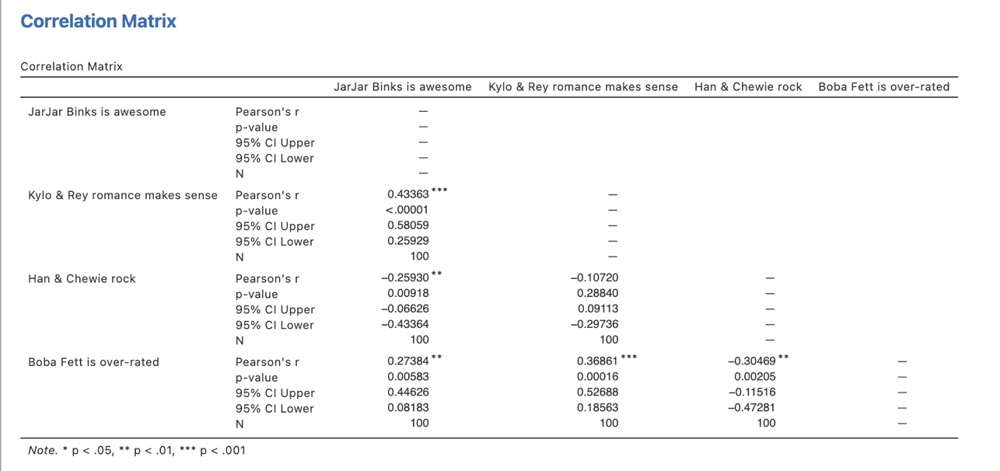 Correlation Matrix
Correlation Matrix
JarJar Binks is awesome Kylo & Rey romance makes sense Han & Chewie rock Boba Fett is over-rated
JarJar Binks is awesome Pearson's r —
p-value —
95% CI Upper —
95% CI Lower —
N —
Kylo & Rey romance makes sense Pearson's r 0.43363 *** —
p-value <.00001 —
95% CI Upper 0.58059 —
95% CI Lower 0.25929 —
N 100 —
Han & Chewie rock Pearson's r −0.25930 ** −0.10720 —
p-value 0.00918 0.28840 —
95% CI Upper −0.06626 0.09113 —
95% CI Lower −0.43364 −0.29736 —
N 100 100 —
Boba Fett is over-rated Pearson's r 0.27384 ** 0.36861 *** −0.30469 ** —
p-value 0.00583 0.00016 0.00205 —
95% CI Upper 0.44626 0.52688 −0.11516 —
95% CI Lower 0.08183 0.18563 −0.47281 —
N 100 100 100 —
Note. * p < .05, ** p < .01, *** p < .001